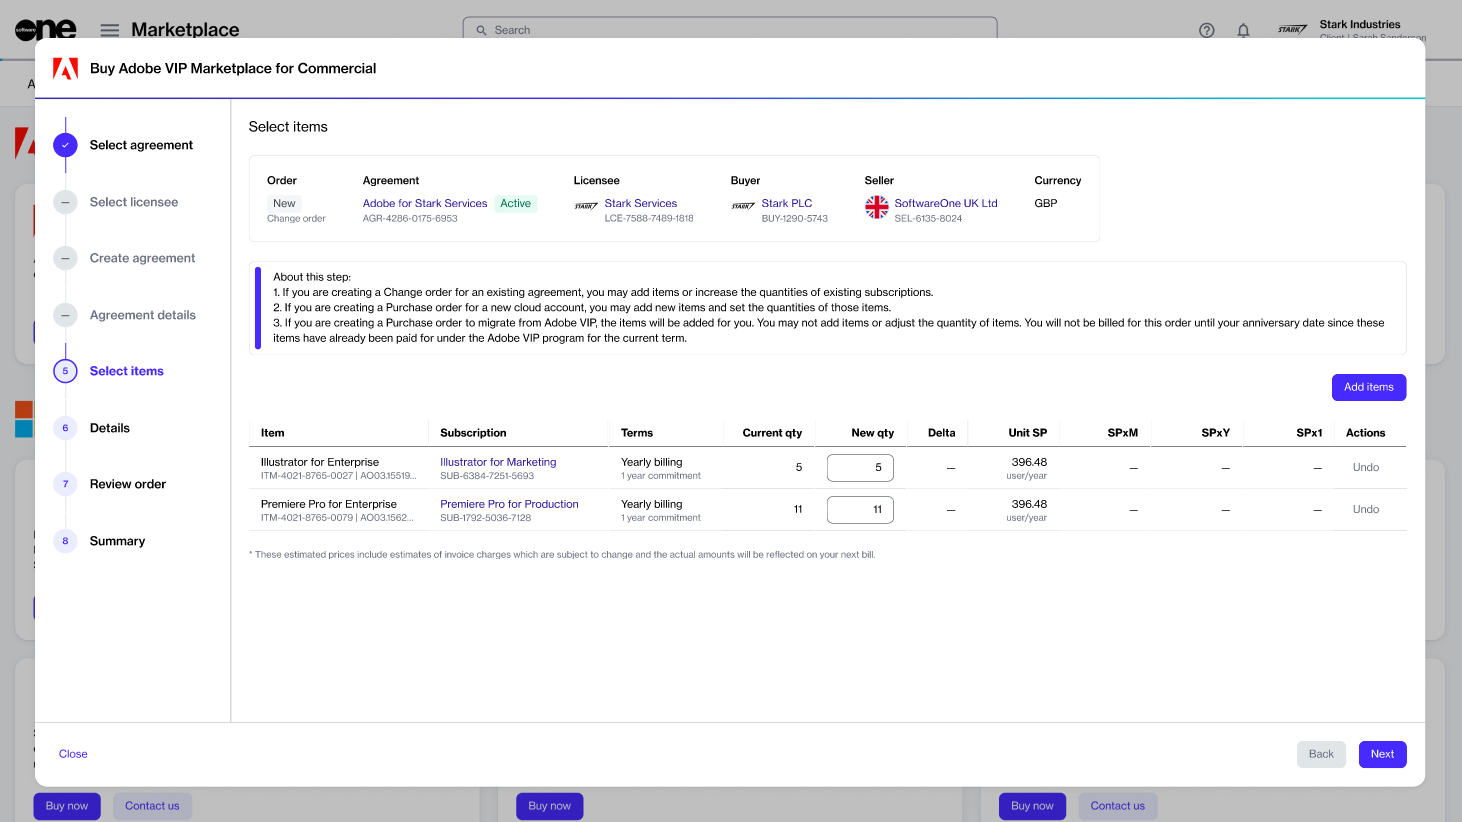 software one
Marketplace
Search
STARK
Stark Industries
Client | Sarah Sanderson
Buy Adobe VIP Marketplace for Commercial
Select agreement
Select licensee
Create agreement
Agreement details
5 Select items
6 Details
7 Review order
8 Summary
Select items
Order Agreement Licensee Buyer Seller Currency
New Adobe for Stark Services Active STARK Stark Services STARK Stark PLC SoftwareOne UK Ltd GBP
Change order AGR-4286-0175-6953 LCE-7588-7489-1818 BUY-1290-5743 SEL-6135-8024
About this step:
1. If you are creating a Change order for an existing agreement, you may add items or increase the quantities of existing subscriptions.
2. If you are creating a Purchase order for a new cloud account, you may add new items and set the quantities of those items.
3. If you are creating a Purchase order to migrate from Adobe VIP, the items will be added for you. You may not add items or adjust the quantity of items. You will not be billed for this order until your anniversary date since these
items have already been paid for under the Adobe VIP program for the current term.
Add items
Item Subscription Terms Current qty New qty Delta Unit SP SPxM SPxY SPx1 Actions
Illustrator for Enterprise Illustrator for Marketing Yearly billing 5 5 — 396.48 — — — Undo
ITM-4021-8765-0027 | AO03.15519... SUB-6384-7251-5693 1 year commitment user/year
Premiere Pro for Enterprise Premiere Pro for Production Yearly billing 11 11 — 396.48 — — — Undo
ITM-4021-8765-0079 | AO03.1562... SUB-1792-5036-7128 1 year commitment user/year
* These estimated prices include estimates of invoice charges which are subject to change and the actual amounts will be reflected on your next bill.
Close
Back
Next
Buy now Contact us Buy now Buy now Contact us